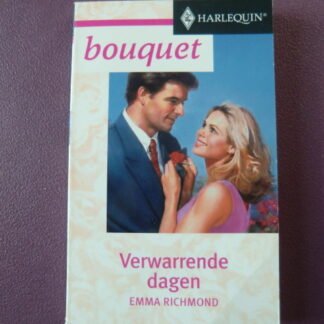 HARLEQUIN®
bouquet
Verwarrende
dagen
EMMA RICHMOND